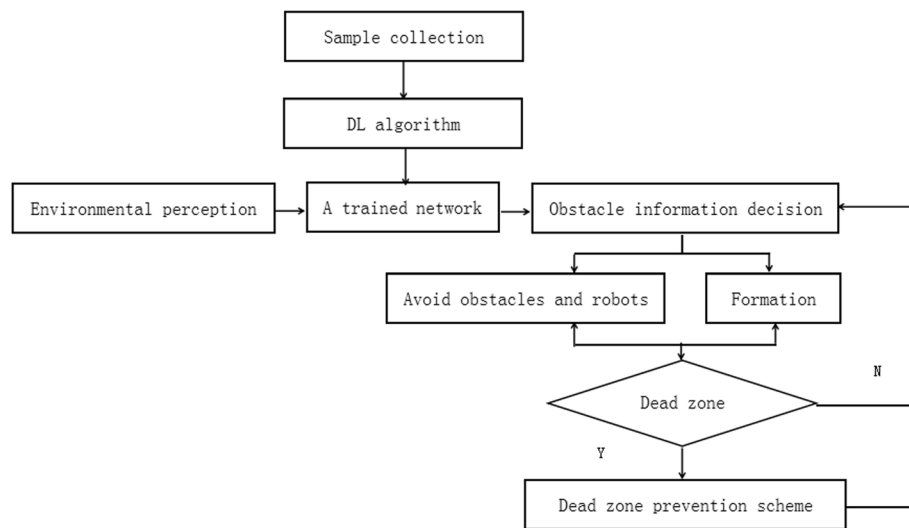 Sample collection
DL algorithm
Environmental perception
A trained network
Obstacle information decision
Avoid obstacles and robots
Formation
N
Dead zone
Y
Dead zone prevention scheme